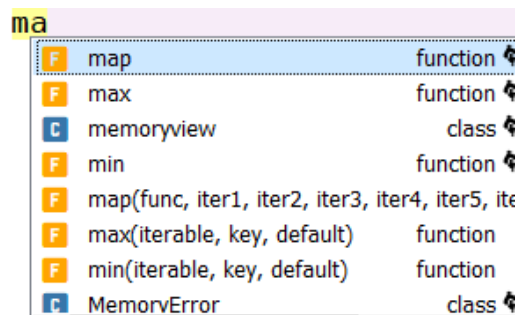 ma
F map function
F max function
C memoryview class
F min function
F map(func, iter1, iter2, iter3, iter4, iter5, ite
F max(iterable, key, default) function
F min(iterable, key, default) function
C MemoryError class